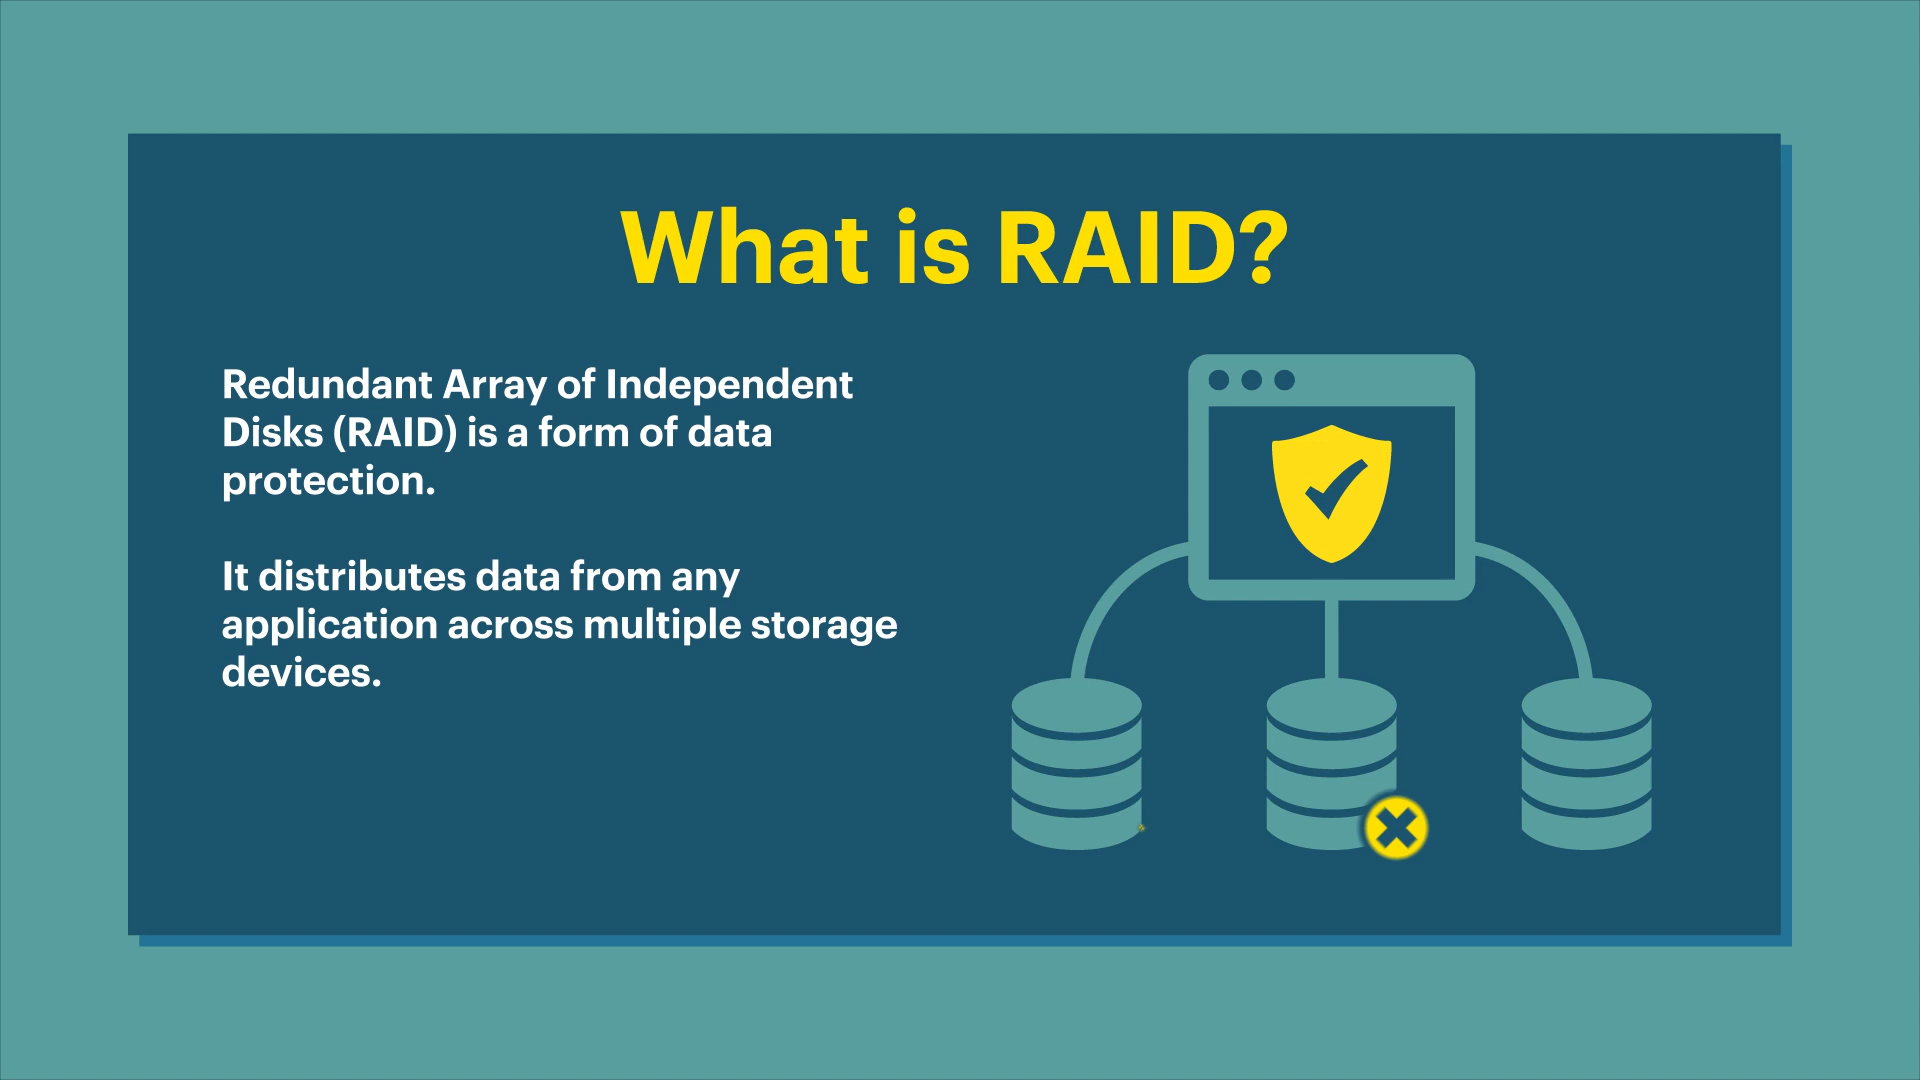 What is RAID?
Redundant Array of Independent
Disks (RAID) is a form of data
protection.
It distributes data from any
application across multiple storage
devices.